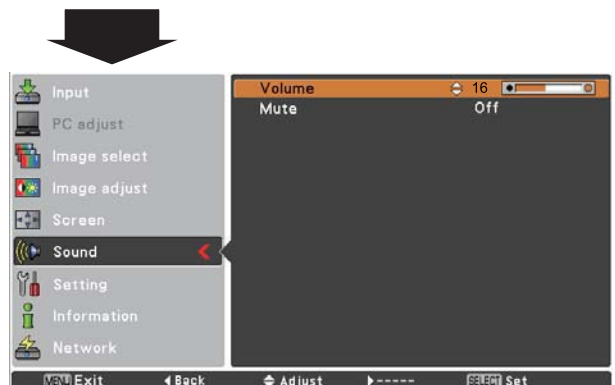 Input
PC adjust
Image select
Image adjust
Screen
Sound
Setting
Information
Network
Volume 16
Mute Off
MENU Exit Back Adjust ----- SELECT Set